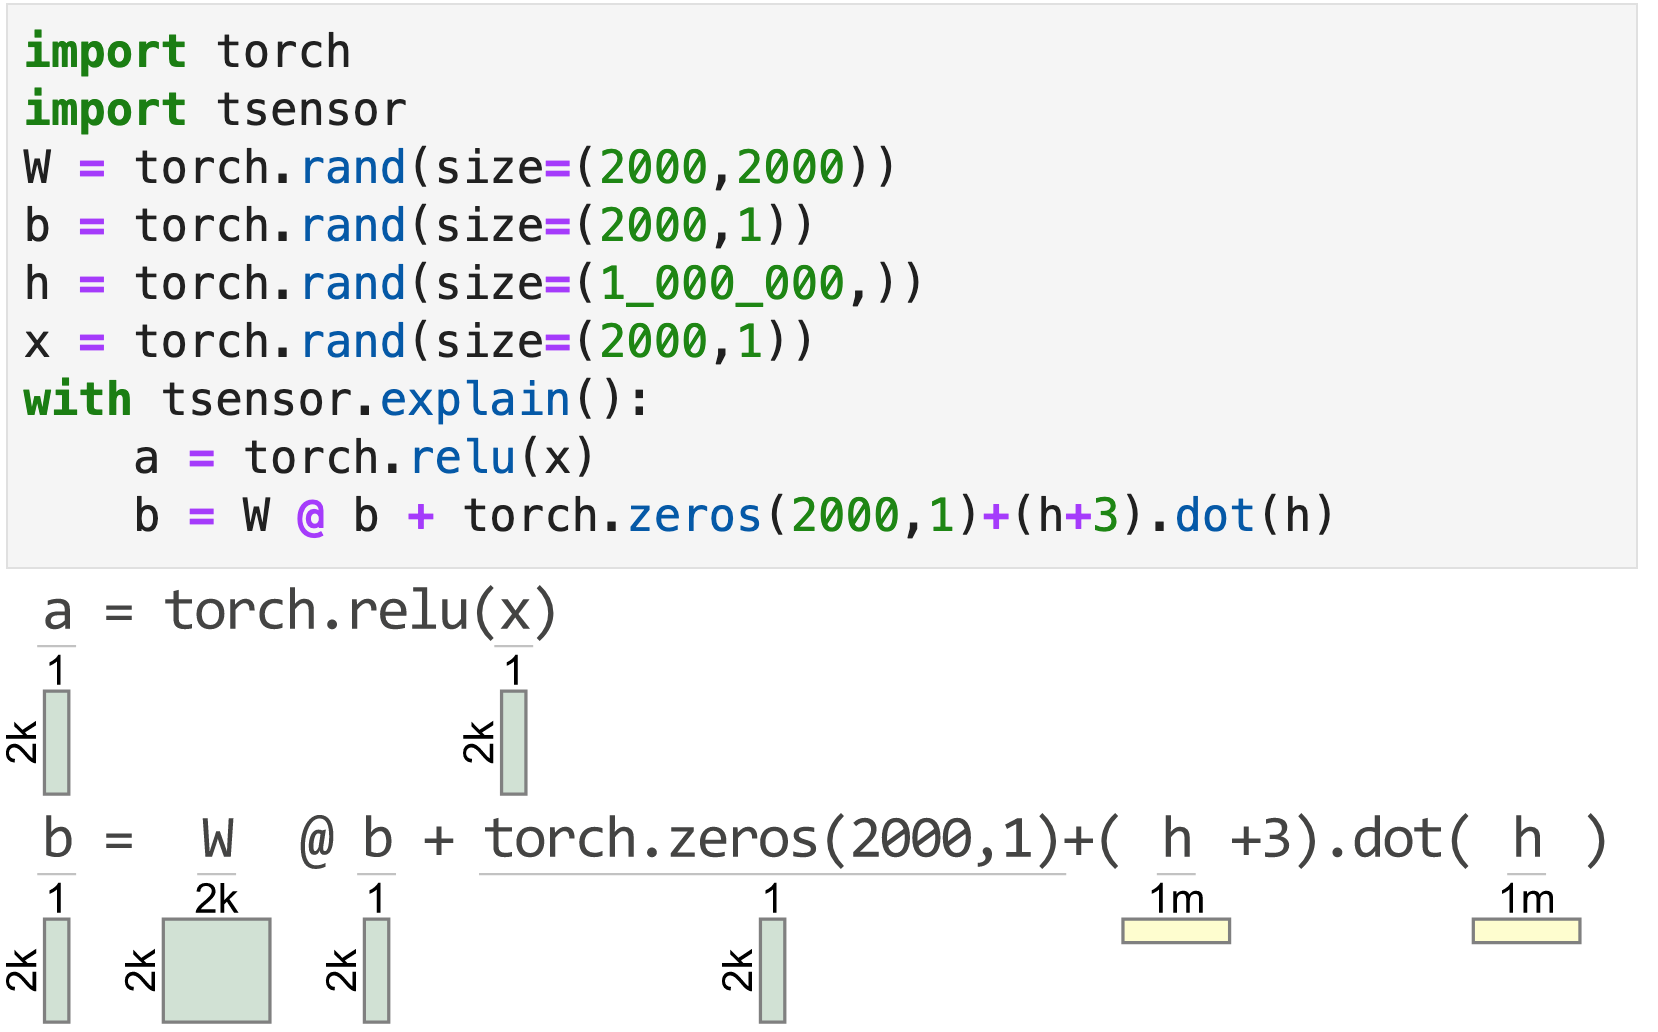 import torch
import tsensor
W = torch.rand(size=(2000,2000))
b = torch.rand(size=(2000,1))
h = torch.rand(size=(1_000_000,))
x = torch.rand(size=(2000,1))
with tsensor.explain():
    a = torch.relu(x)
    b = W @ b + torch.zeros(2000,1)+(h+3).dot(h)
a = torch.relu(x)
1 1
2k 2k
b = W @ b + torch.zeros(2000,1)+( h +3).dot( h )
1 2k 1 1 1m 1m
2k 2k 2k 2k